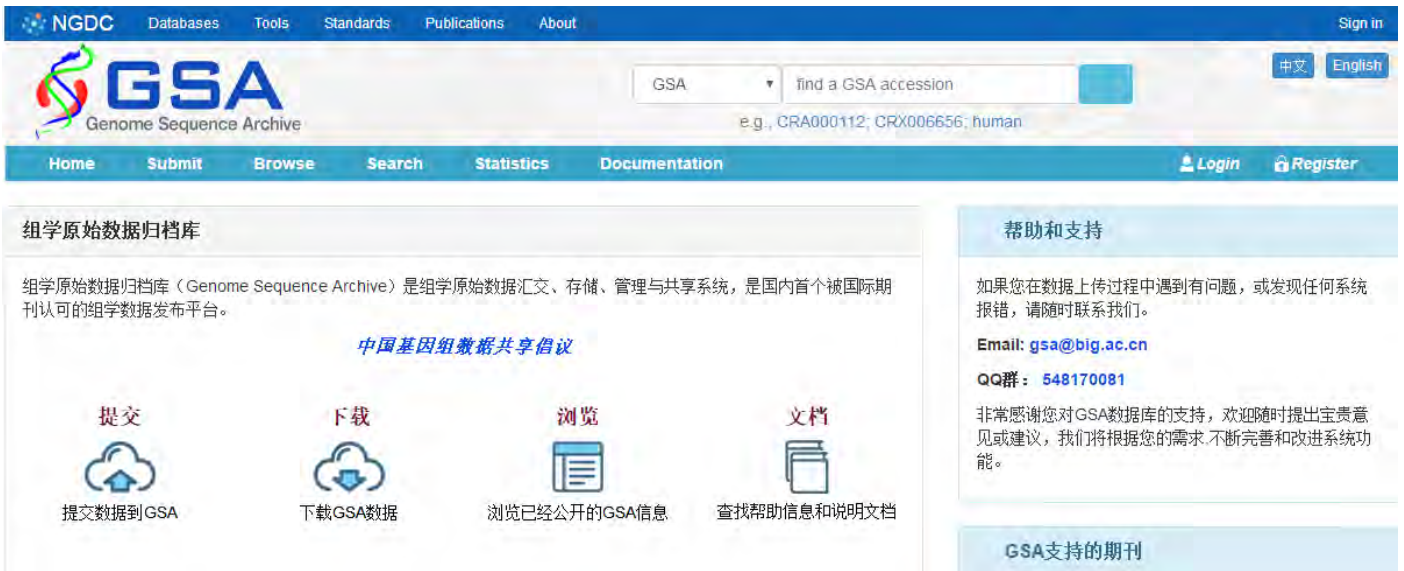 NGDC Databases Tools Standards Publications About Sign in
GSA
Genome Sequence Archive
GSA find a GSA accession
中文 English
e.g., CRA000112; CRX006656; human
Home Submit Browse Search Statistics Documentation Login Register
组学原始数据归档库
组学原始数据归档库（Genome Sequence Archive）是组学原始数据汇交、存储、管理与共享系统，是国内首个被国际期
刊认可的组学数据发布平台。
中国基因组数据共享倡议
提交 下载 浏览 文档
提交数据到GSA 下载GSA数据 浏览已经公开的GSA信息 查找帮助信息和说明文档
帮助和支持
如果您在数据上传过程中遇到有问题，或发现任何系统
报错，请随时联系我们。
Email: gsa@big.ac.cn
QQ群： 548170081
非常感谢您对GSA数据库的支持，欢迎随时提出宝贵意
见或建议，我们将根据您的需求不断完善和改进系统功
能。
GSA支持的期刊